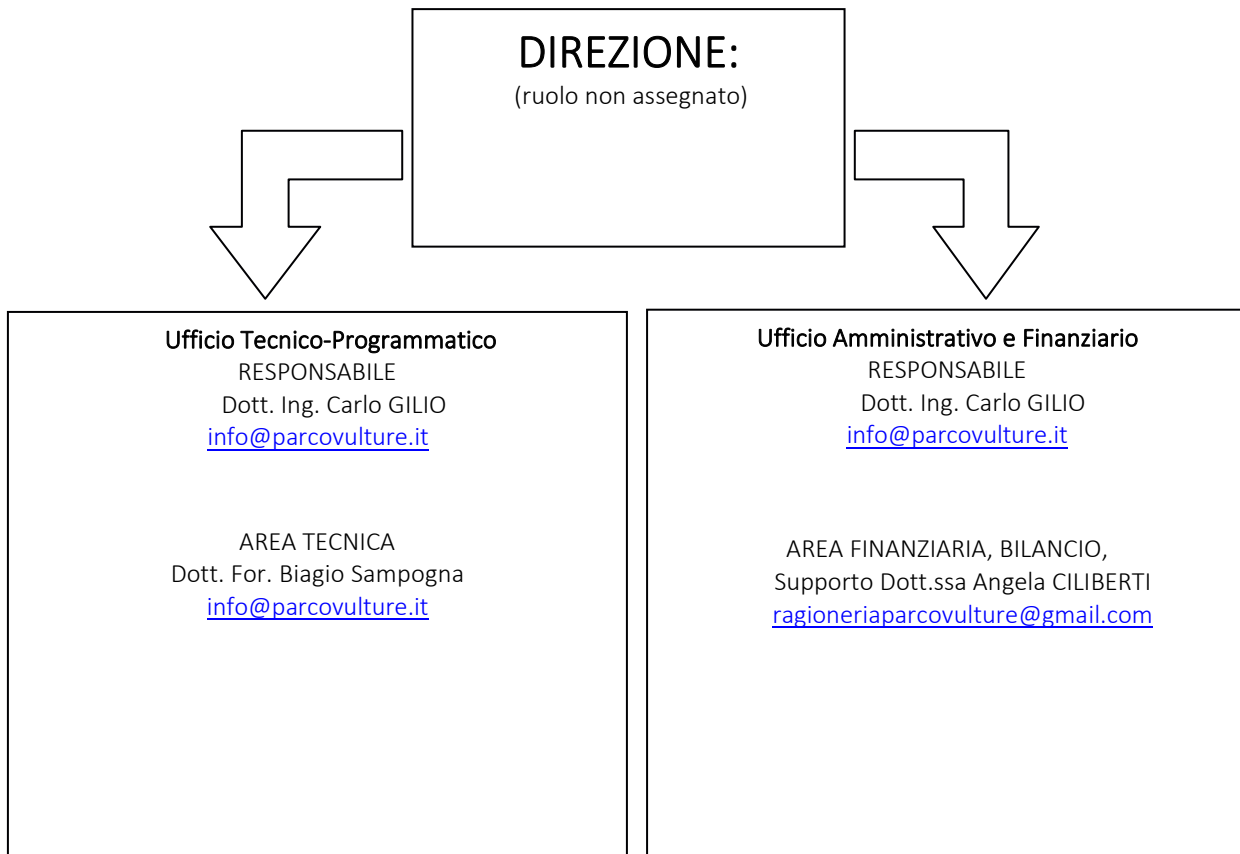 DIREZIONE:
(ruolo non assegnato)
Ufficio Tecnico-Programmatico
RESPONSABILE
Dott. Ing. Carlo GILIO
info@parcovulture.it
AREA TECNICA
Dott. For. Biagio Sampogna
info@parcovulture.it
Ufficio Amministrativo e Finanziario
RESPONSABILE
Dott. Ing. Carlo GILIO
info@parcovulture.it
AREA FINANZIARIA, BILANCIO,
Supporto Dott.ssa Angela CILIBERTI
ragioneriaparcovulture@gmail.com